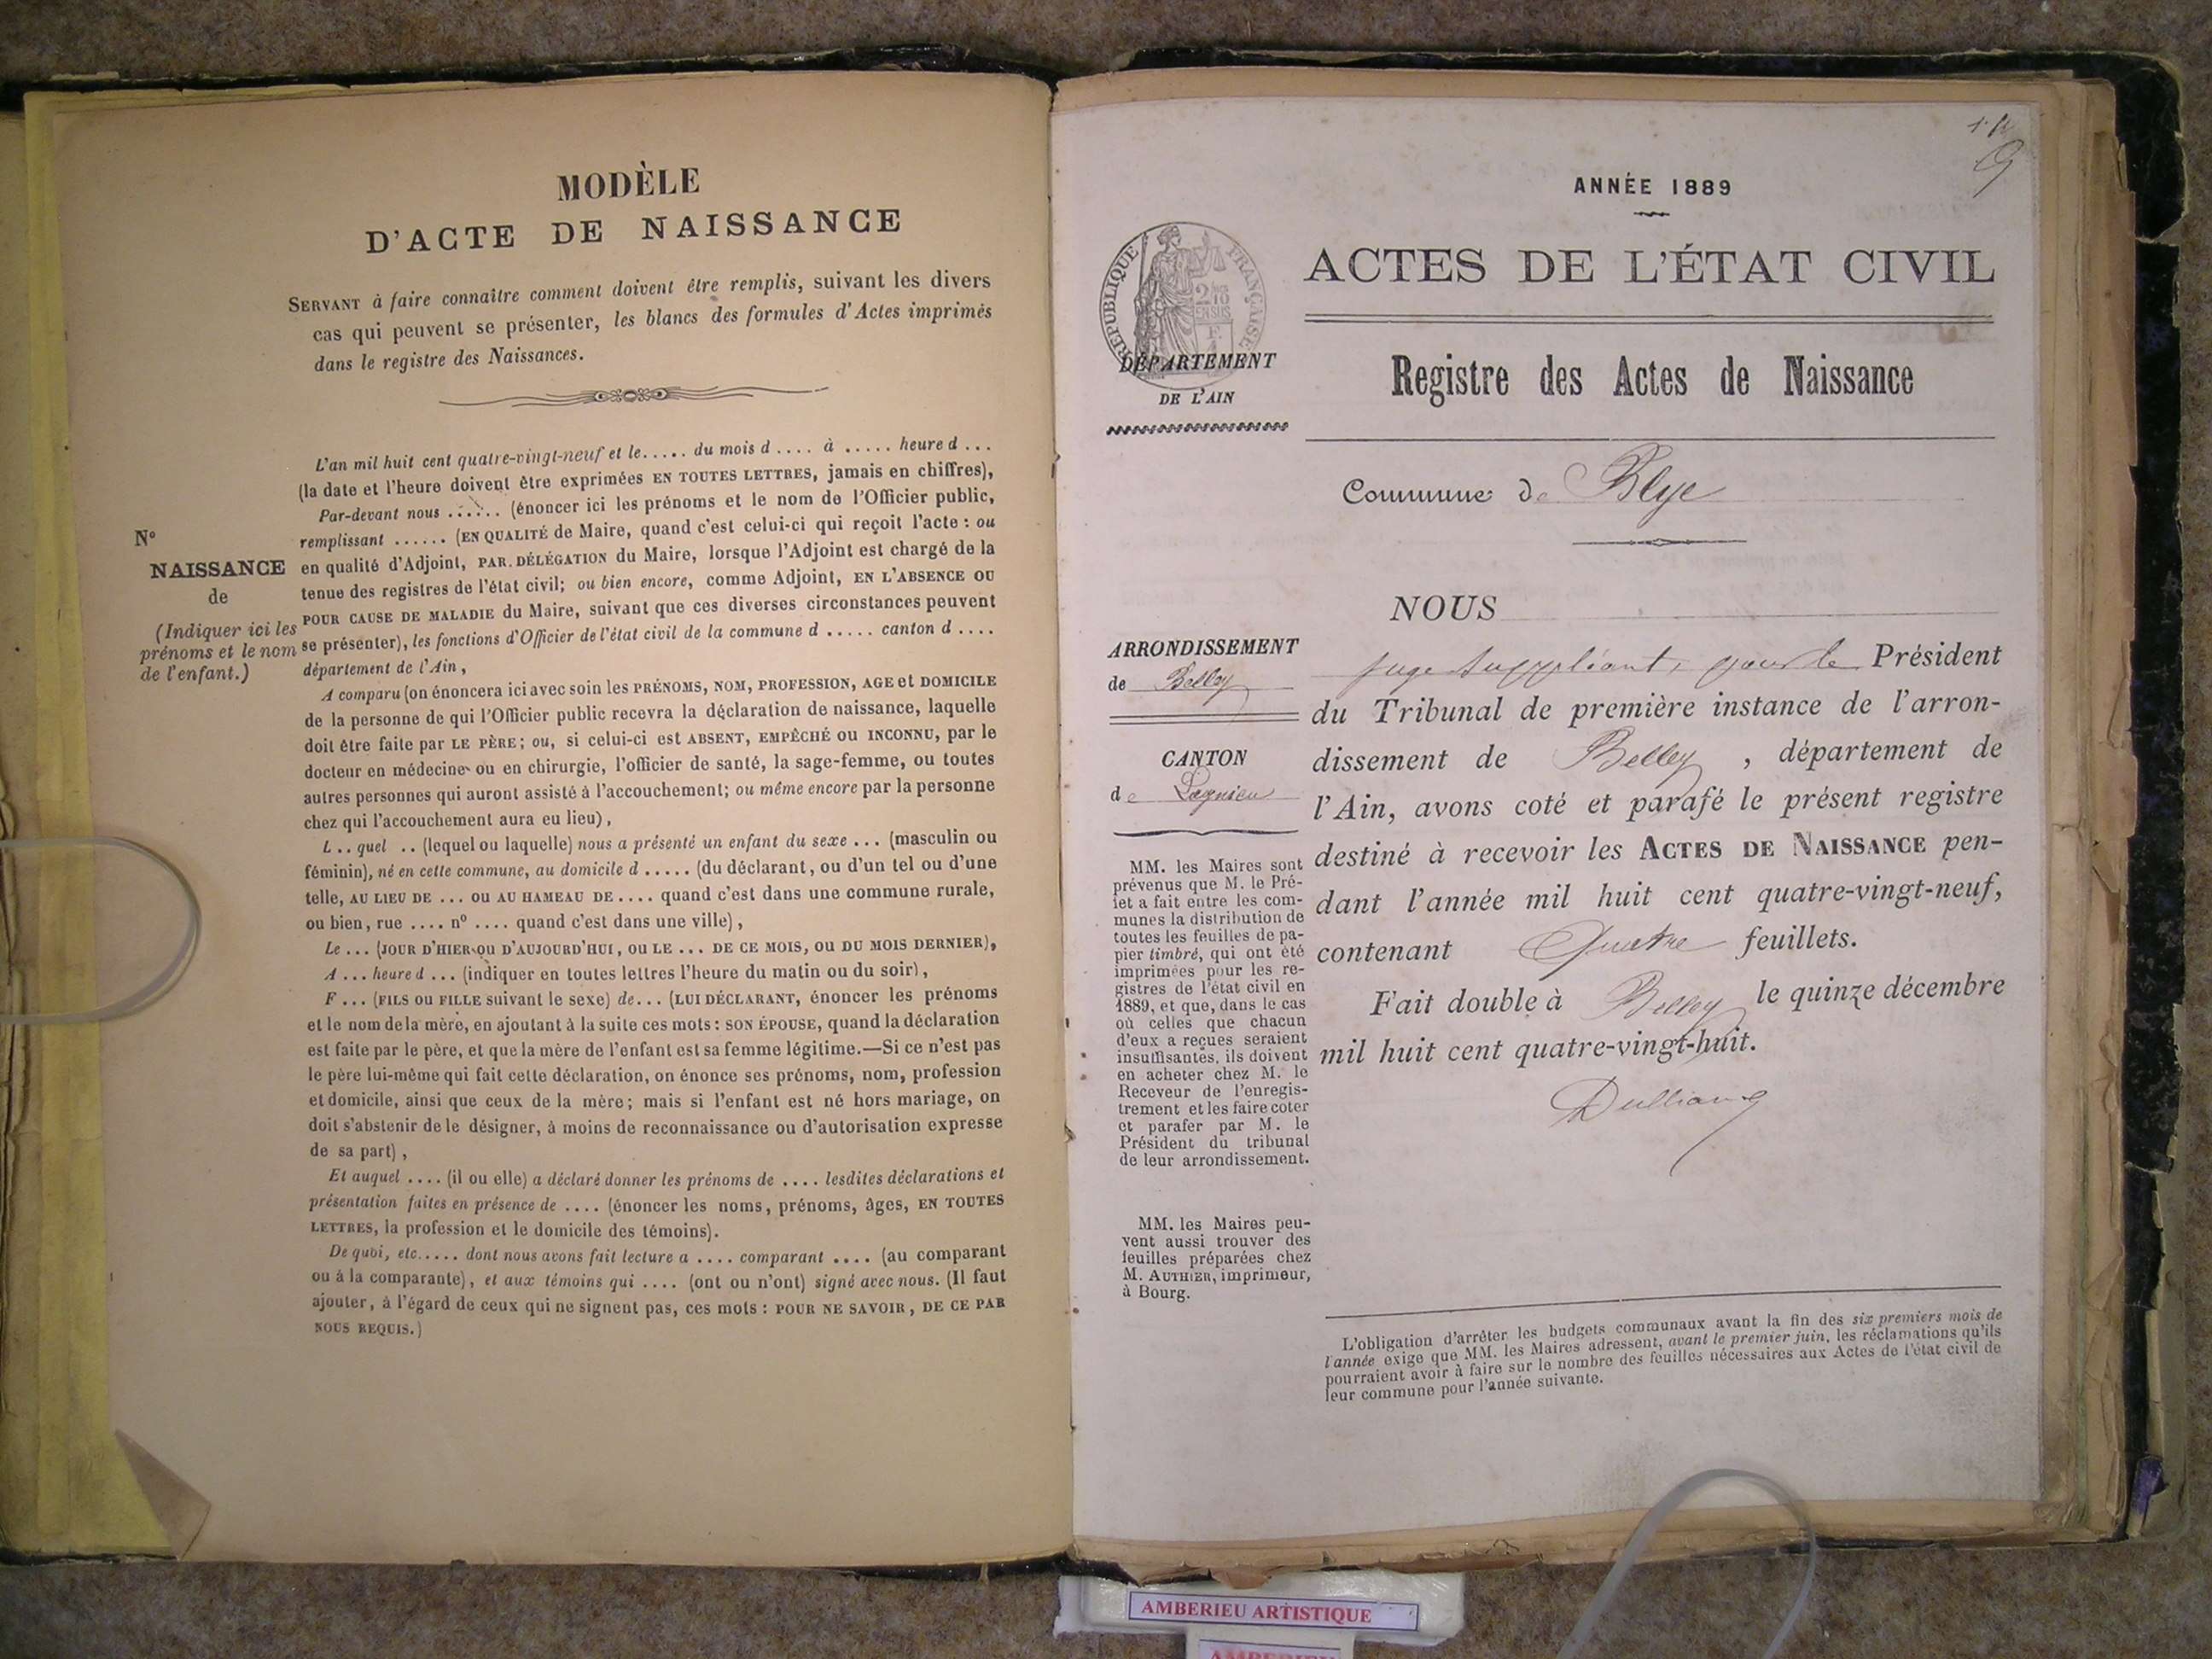 MODÈLE
D'ACTE DE NAISSANCE
SERVANT à faire connaître comment doivent être remplis, suivant les divers
cas qui peuvent se présenter, les blancs des formules d'Actes imprimés
dans le registre des Naissances.
L'an mil huit cent quatre-vingt-neuf et le..... du mois d .... à ..... heure d ...
(la date et l'heure doivent être exprimées EN TOUTES LETTRES, jamais en chiffres),
Par-devant nous ...... (énoncer ici les prénoms et le nom de l'Officier public,
remplissant ...... (EN QUALITÉ de Maire, quand c'est celui-ci qui reçoit l'acte : ou
en qualité d'Adjoint, PAR DÉLÉGATION du Maire, lorsque l'Adjoint est chargé de la
tenue des registres de l'état civil; ou bien encore, comme Adjoint, EN L'ABSENCE OU
POUR CAUSE DE MALADIE du Maire, suivant que ces diverses circonstances peuvent
se présenter), les fonctions d'Officier de l'état civil de la commune d ..... canton d ....
département de l'Ain,
N°
NAISSANCE
de
(Indiquer ici les
prénoms et le nom
de l'enfant.)
A comparu (on énoncera ici avec soin les PRÉNOMS, NOM, PROFESSION, AGE et DOMICILE
de la personne de qui l'Officier public recevra la déclaration de naissance, laquelle
doit être faite par LE PÈRE; ou, si celui-ci est ABSENT, EMPÊCHÉ ou INCONNU, par le
docteur en médecine ou en chirurgie, l'officier de santé, la sage-femme, ou toutes
autres personnes qui auront assisté à l'accouchement; ou même encore par la personne
chez qui l'accouchement aura eu lieu),
L .. quel .. (lequel ou laquelle) nous a présenté un enfant du sexe ... (masculin ou
féminin), né en cette commune, au domicile d ..... (du déclarant, ou d'un tel ou d'une
telle, AU LIEU DE ... OU AU HAMEAU DE .... quand c'est dans une commune rurale,
ou bien, rue .... n° .... quand c'est dans une ville),
Le ... (JOUR D'HIER OU D'AUJOURD'HUI, OU LE ... DE CE MOIS, OU DU MOIS DERNIER),
A ... heure d ... (indiquer en toutes lettres l'heure du matin ou du soir),
F ... (FILS ou FILLE suivant le sexe) de... (LUI DÉCLARANT, énoncer les prénoms
et le nom de la mère, en ajoutant à la suite ces mots : SON ÉPOUSE, quand la déclaration
est faite par le père, et que la mère de l'enfant est sa femme légitime.—Si ce n'est pas
le père lui-même qui fait cette déclaration, on énonce ses prénoms, nom, profession
et domicile, ainsi que ceux de la mère; mais si l'enfant est né hors mariage, on
doit s'abstenir de le désigner, à moins de reconnaissance ou d'autorisation expresse
de sa part),
Et auquel .... (il ou elle) a déclaré donner les prénoms de .... lesdites déclarations et
présentation faites en présence de .... (énoncer les noms, prénoms, âges, EN TOUTES
LETTRES, la profession et le domicile des témoins).
De quoi, etc..... dont nous avons fait lecture a .... comparant .... (au comparant
ou à la comparante), et aux témoins qui .... (ont ou n'ont) signé avec nous. (Il faut
ajouter, à l'égard de ceux qui ne signent pas, ces mots : POUR NE SAVOIR, DE CE PAR
NOUS REQUIS.)
ANNÉE 1889
ACTES DE L'ÉTAT CIVIL
RÉPUBLIQUE FRANÇAISE
DÉPARTEMENT
DE L'AIN
Registre des Actes de Naissance
Commune de Blye
NOUS
juge suppléant, pour le Président
du Tribunal de première instance de l'arron-
dissement de Belley, département de
l'Ain, avons coté et parafé le présent registre
destiné à recevoir les ACTES DE NAISSANCE pen-
dant l'année mil huit cent quatre-vingt-neuf,
contenant Quatre feuillets.
Fait double à Belley le quinze décembre
mil huit cent quatre-vingt-huit.
ARRONDISSEMENT
de Belley
CANTON
de Lagnieu
MM. les Maires sont
prévenus que M. le Pré-
fet a fait entre les com-
munes la distribution de
toutes les feuilles de pa-
pier timbré, qui ont été
imprimées pour les re-
gistres de l'état civil en
1889, et que, dans le cas
où celles que chacun
d'eux a reçues seraient
insuffisantes, ils doivent
en acheter chez M. le
Receveur de l'enregis-
trement et les faire coter
et parafer par M. le
Président du tribunal
de leur arrondissement.
MM. les Maires peu-
vent aussi trouver des
feuilles préparées chez
M. AUTHIER, imprimeur,
à Bourg.
L'obligation d'arrêter les budgets communaux avant la fin des six premiers mois de
l'année exige que MM. les Maires adressent, avant le premier juin, les réclamations qu'ils
pourraient avoir à faire sur le nombre des feuilles nécessaires aux Actes de l'état civil de
leur commune pour l'année suivante.
AMBERIEU ARTISTIQUE
AMBERIEU